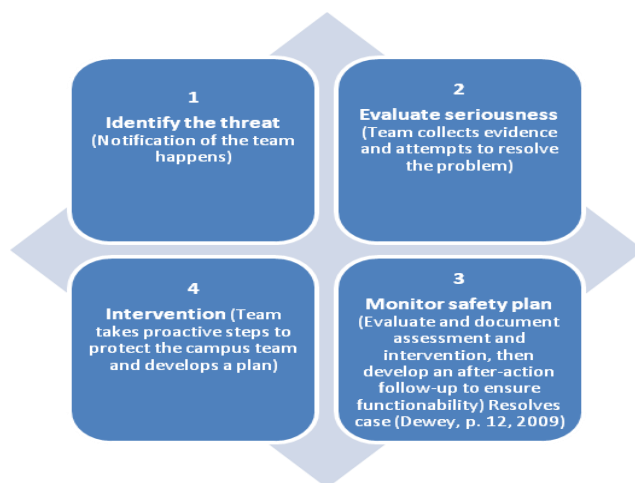 1
Identify the threat
(Notification of the team
happens)
2
Evaluate seriousness
(Team collects evidence
and attempts to resolve
the problem)
4
Intervention (Team
takes proactive steps to
protect the campus team
and develops a plan)
3
Monitor safety plan
(Evaluate and document
assessment and
intervention, then
develop an after-action
follow-up to ensure
functionability) Resolves
case (Dewey, p. 12, 2009)